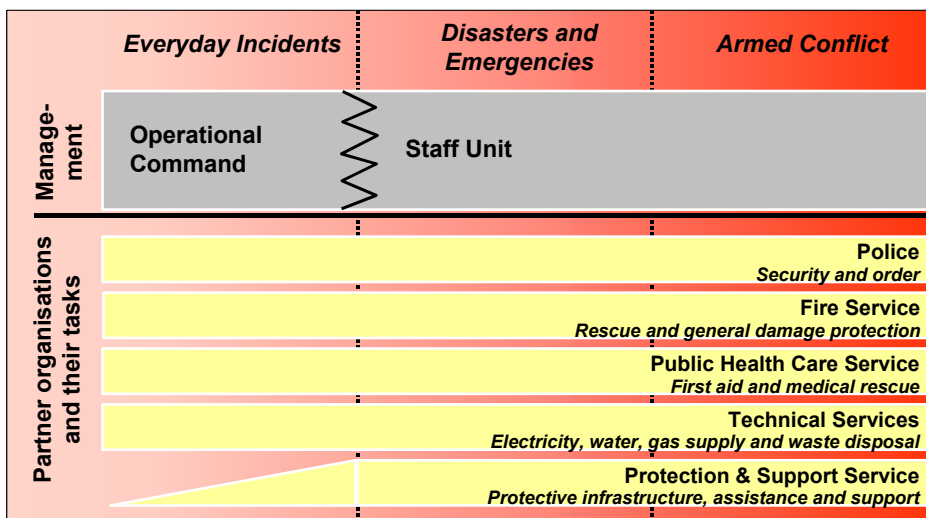 Everyday Incidents
Disasters and
Emergencies
Armed Conflict
Manage-
ment
Operational
Command
Staff Unit
Partner organisations
and their tasks
Police
Security and order
Fire Service
Rescue and general damage protection
Public Health Care Service
First aid and medical rescue
Technical Services
Electricity, water, gas supply and waste disposal
Protection & Support Service
Protective infrastructure, assistance and support